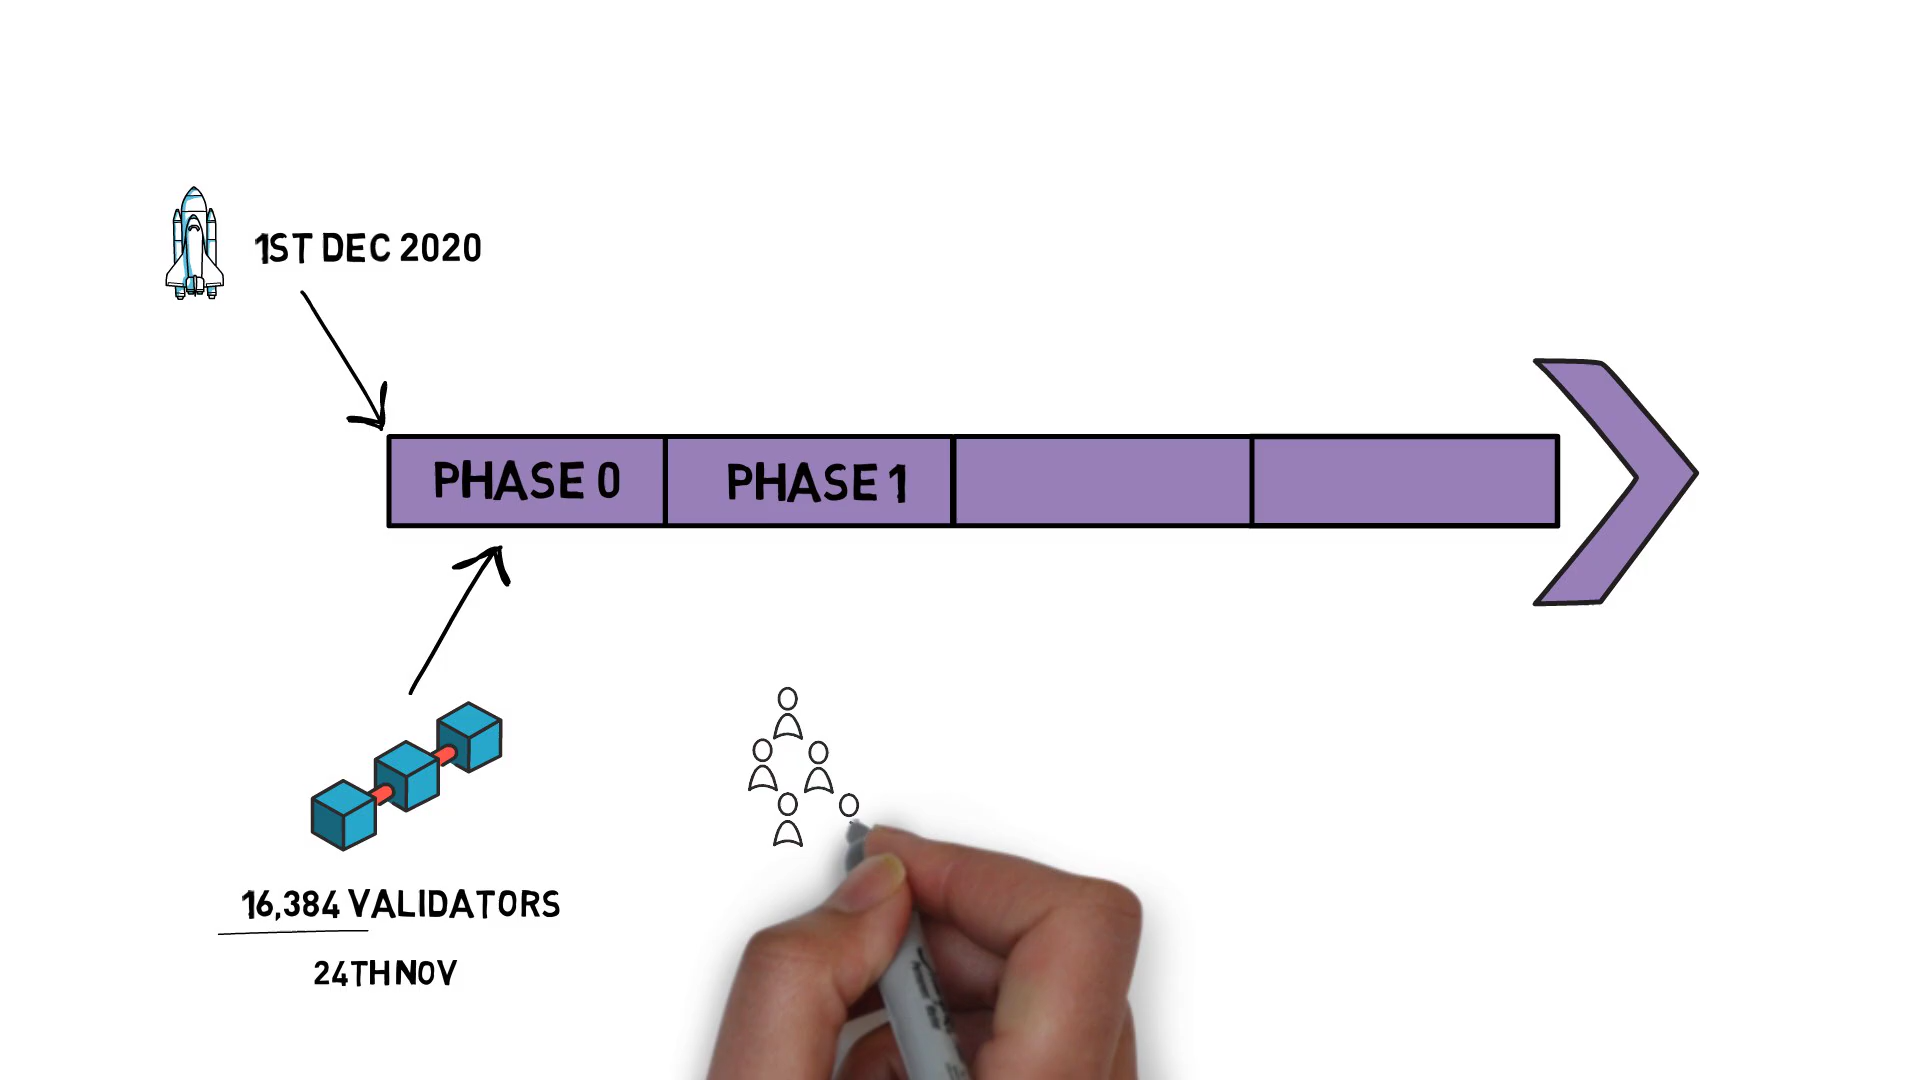 1ST DEC 2020
PHASE 0
PHASE 1
16,384 VALIDATORS
24TH NOV